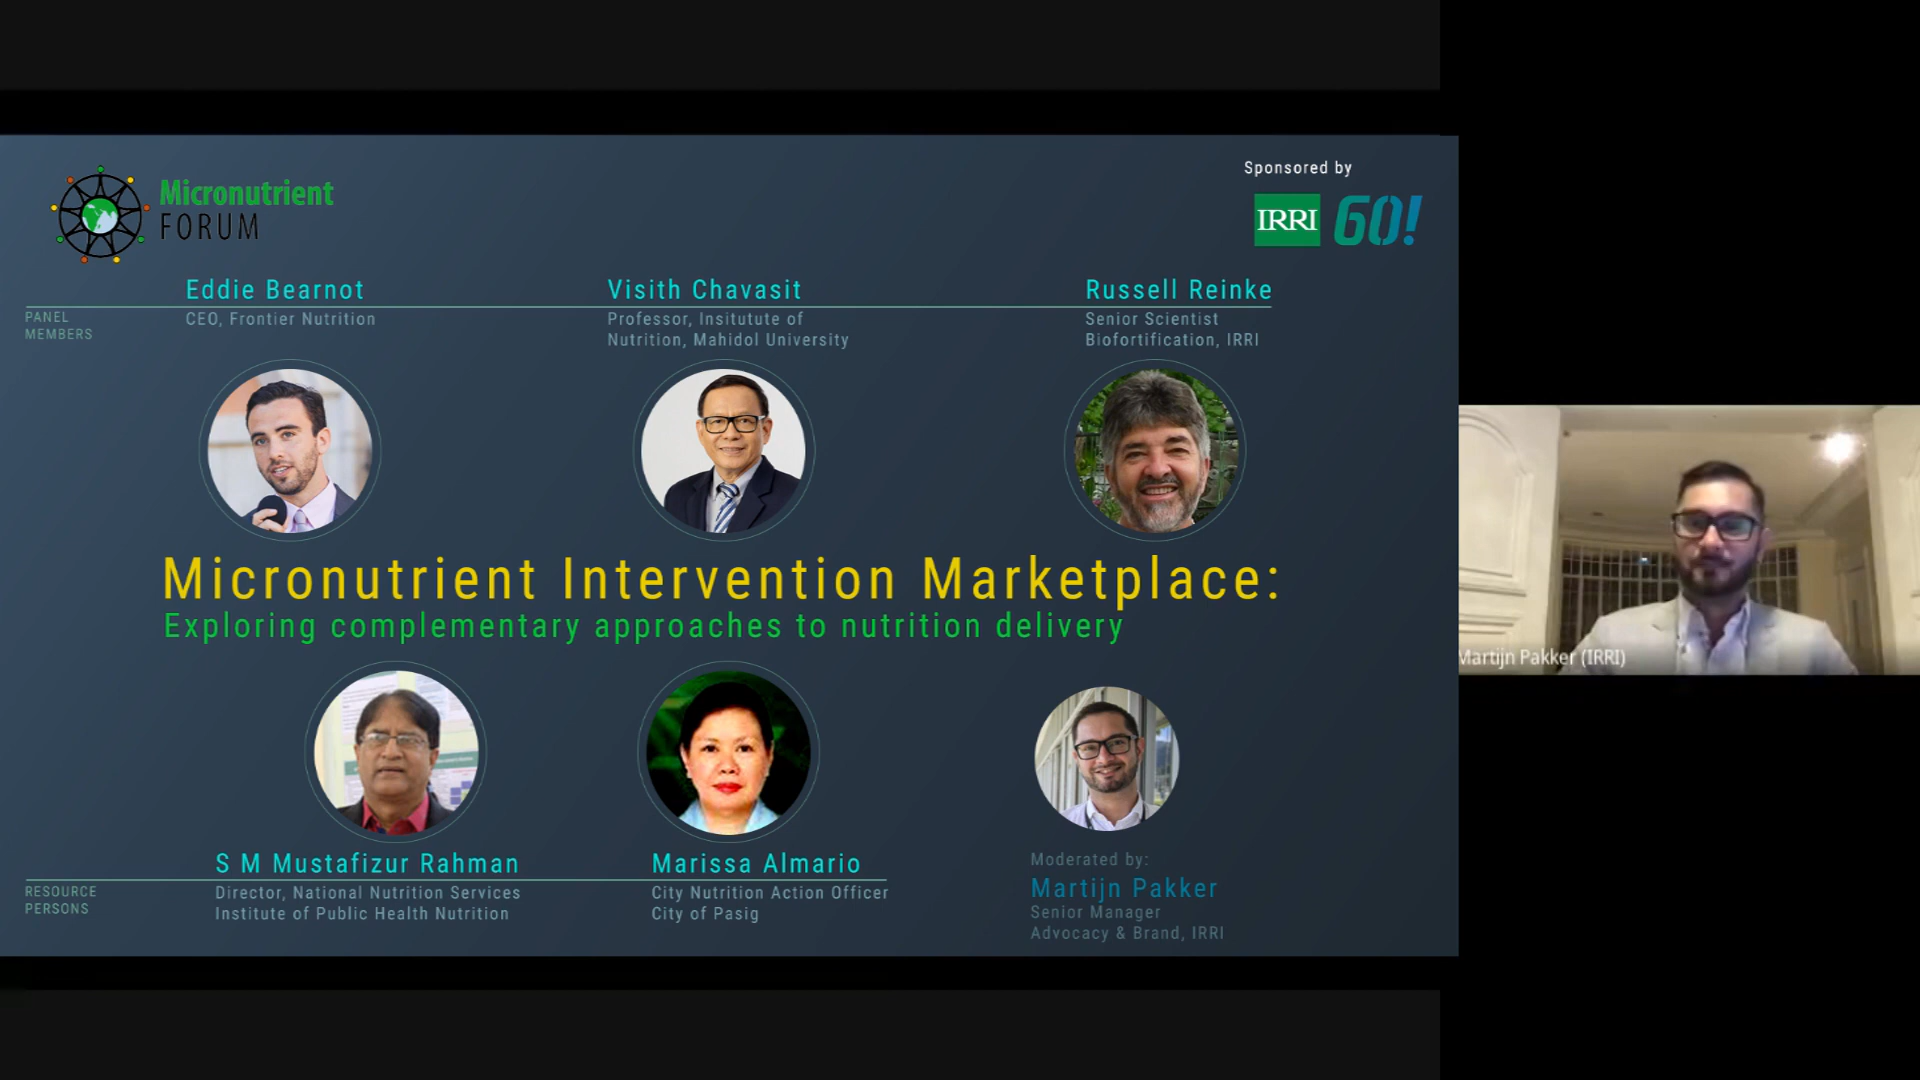 Micronutrient
FORUM
Sponsored by
IRRI 60!
Eddie Bearnot
Visith Chavasit
Russell Reinke
PANEL
MEMBERS
CEO, Frontier Nutrition
Professor, Insitutute of
Nutrition, Mahidol University
Senior Scientist
Biofortification, IRRI
Micronutrient Intervention Marketplace:
Exploring complementary approaches to nutrition delivery
Martijn Pakker (IRRI)
S M Mustafizur Rahman
Marissa Almario
RESOURCE
PERSONS
Director, National Nutrition Services
Institute of Public Health Nutrition
City Nutrition Action Officer
City of Pasig
Moderated by:
Martijn Pakker
Senior Manager
Advocacy & Brand, IRRI